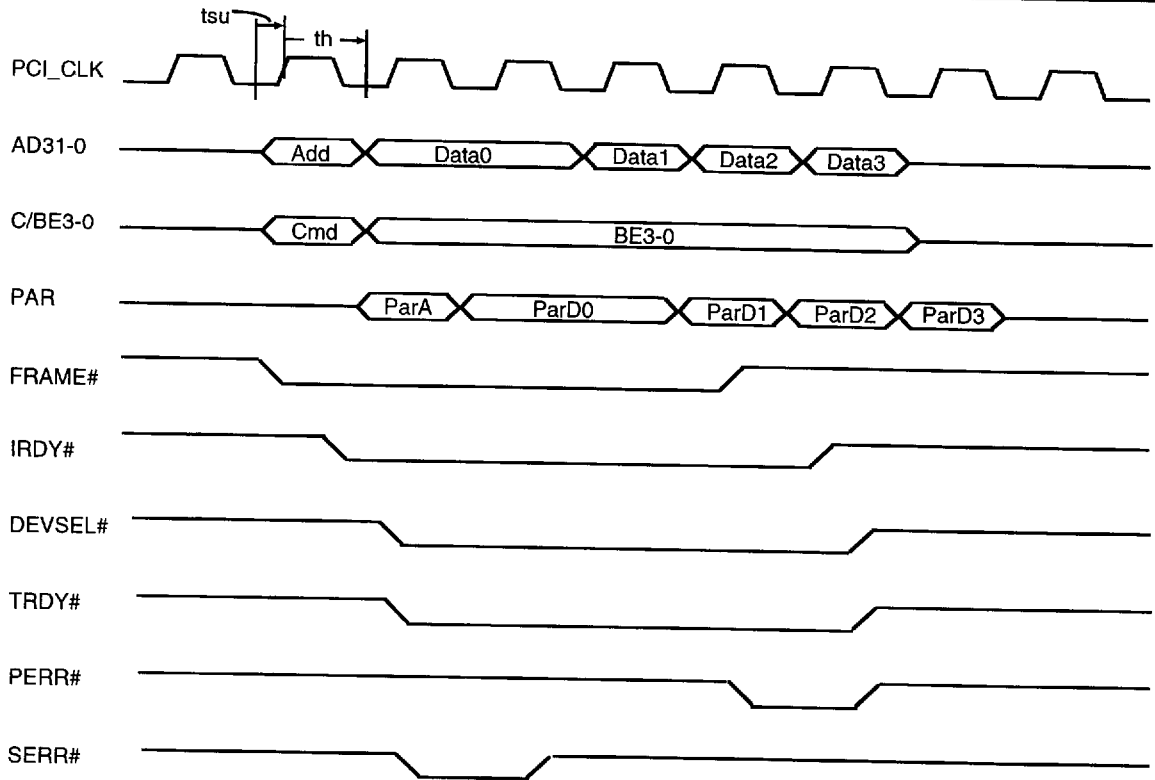 tsu
th
PCI_CLK
AD31-0
Add
Data0
Data1
Data2
Data3
C/BE3-0
Cmd
BE3-0
PAR
ParA
ParD0
ParD1
ParD2
ParD3
FRAME#
IRDY#
DEVSEL#
TRDY#
PERR#
SERR#